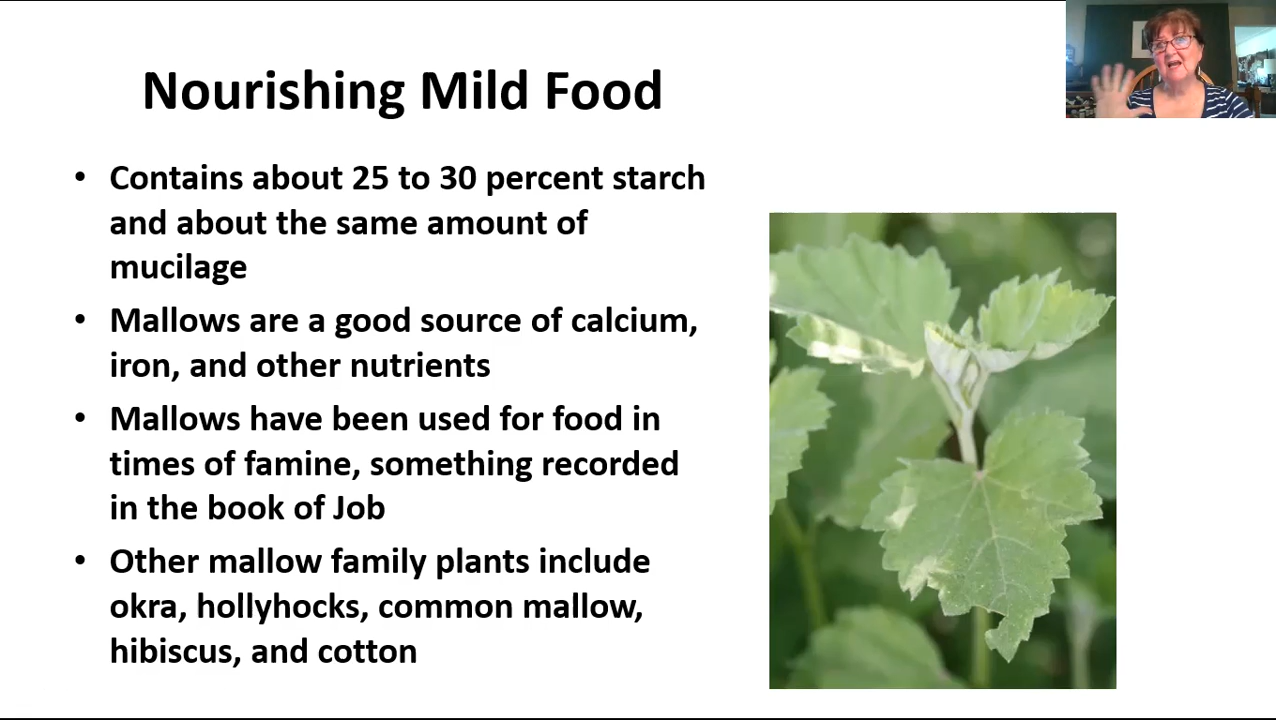 Nourishing Mild Food
• Contains about 25 to 30 percent starch
and about the same amount of
mucilage
• Mallows are a good source of calcium,
iron, and other nutrients
• Mallows have been used for food in
times of famine, something recorded
in the book of Job
• Other mallow family plants include
okra, hollyhocks, common mallow,
hibiscus, and cotton